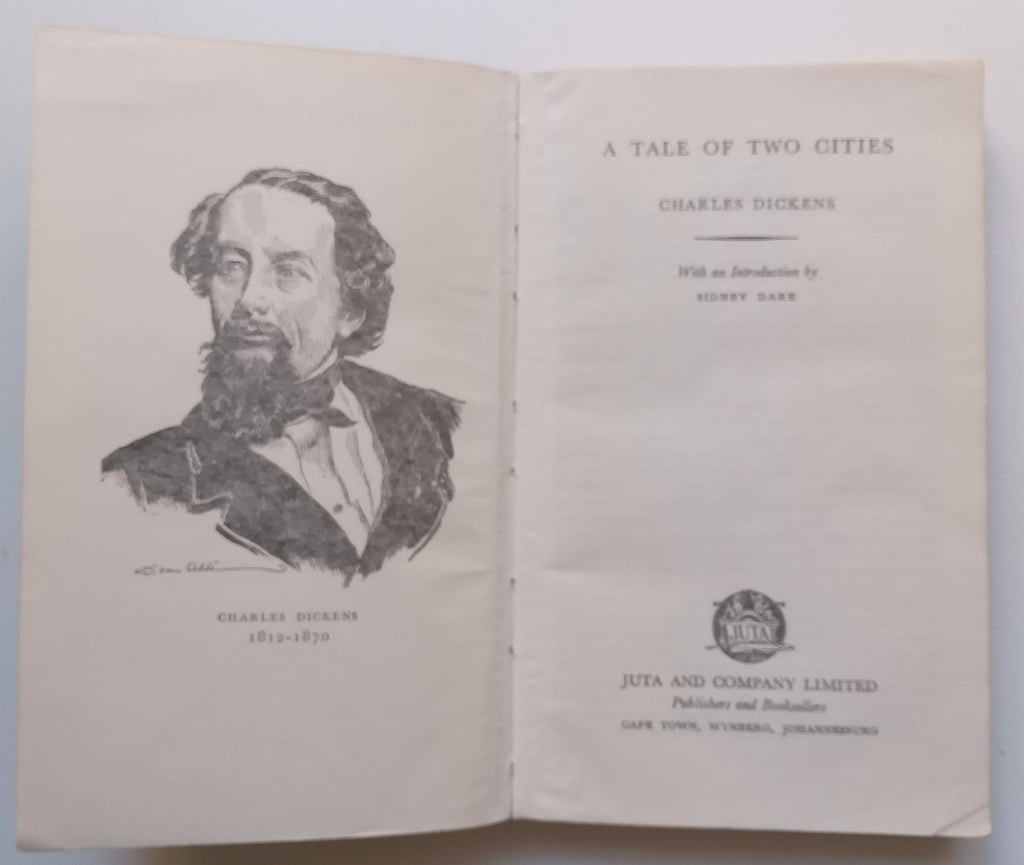 CHARLES DICKENS
1812-1870
A TALE OF TWO CITIES
CHARLES DICKENS
With an Introduction by
SIDNEY DARK
JUTA
JUTA AND COMPANY LIMITED
Publishers and Booksellers
CAPE TOWN, WYNBERG, JOHANNESBURG